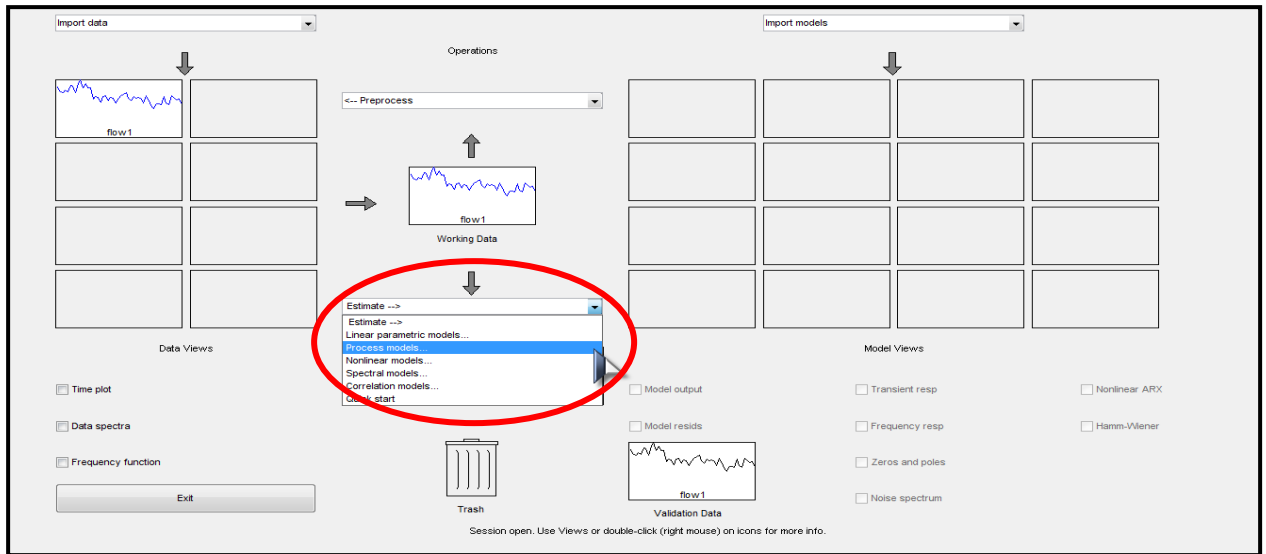 Import data
Import models
Operations
<-- Preprocess
flow1
flow1
Working Data
Estimate -->
Estimate -->
Linear parametric models...
Process models...
Nonlinear models...
Spectral models...
Correlation models...
Quick start
Data Views
Model Views
Time plot
Model output
Transient resp
Nonlinear ARX
Data spectra
Model resids
Frequency resp
Hamm-Wiener
Frequency function
Zeros and poles
Exit
flow1
Noise spectrum
Trash
Validation Data
Session open. Use Views or double-click (right mouse) on icons for more info.